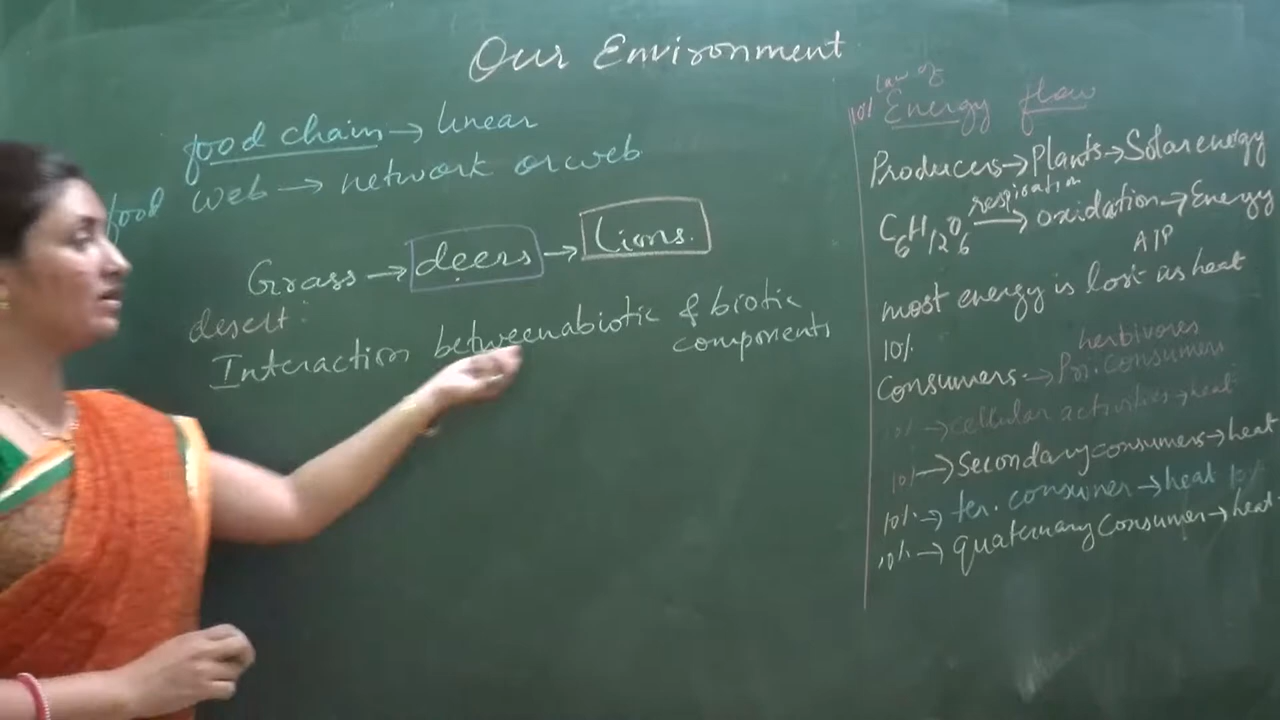 Our Environment
food chain → linear
food web → network or web
Grass → deers → Lions.
desert:
Interaction between abiotic & biotic
components
law of
10% Energy flow
Producers → Plants → Solar energy
respiration
C6H12O6 → oxidation → Energy
ATP
most energy is lost as heat
10%
herbivores
Consumers → Pri. Consumers
10% → cellular activities → heat
10% → Secondary consumers → heat
10% → ter. consumer → heat 10%
10% → quaternary Consumer → heat